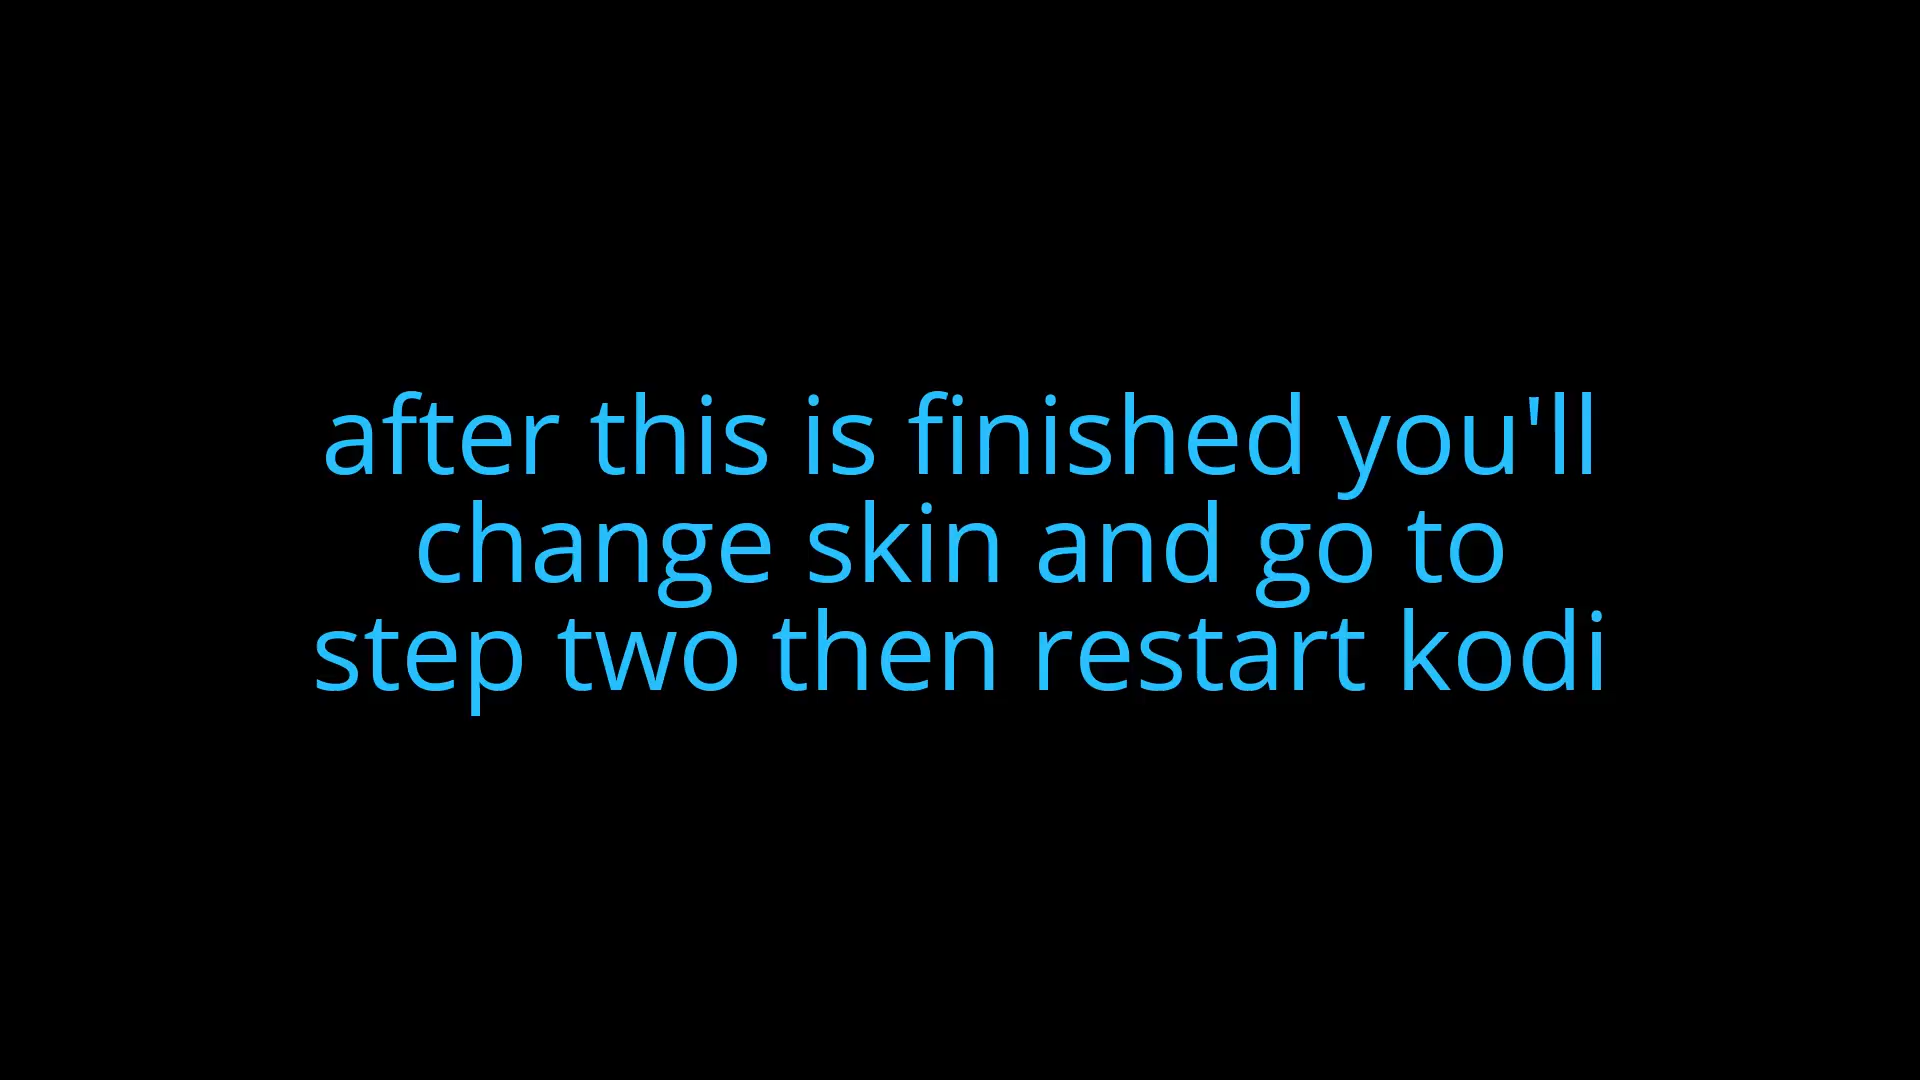 after this is finished you'll
change skin and go to
step two then restart kodi